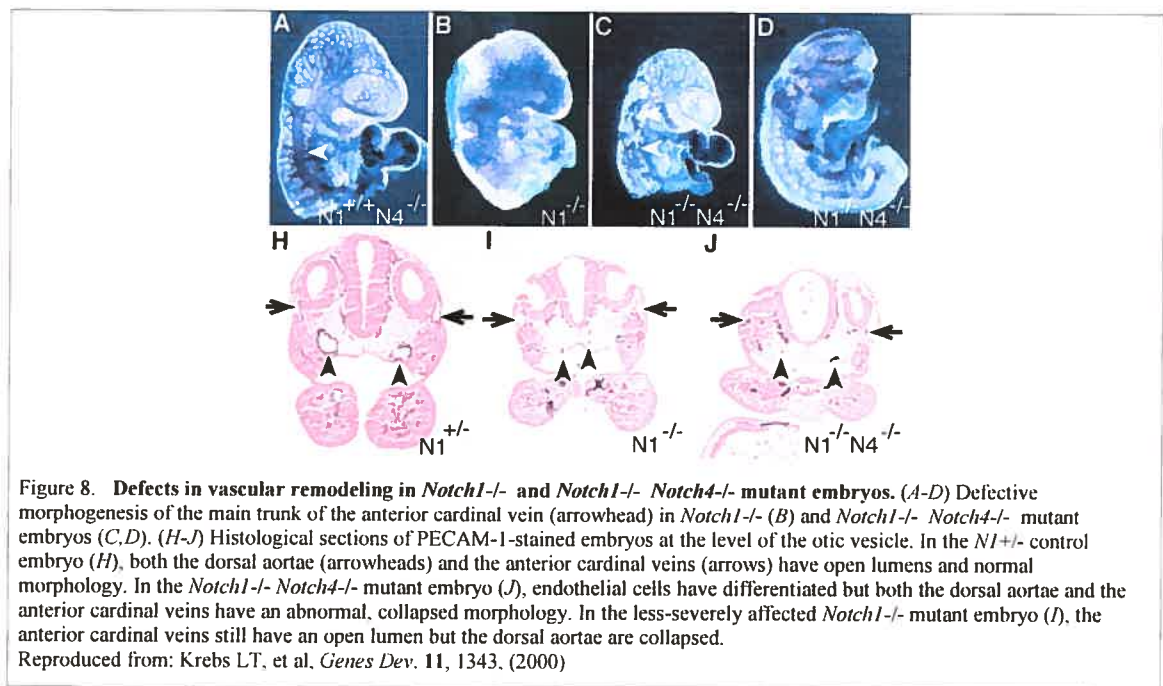 A B C D
N1+/+ N4-/- N1-/- N1-/- N4-/- N1-/- N4-/-
H I J
N1+/- N1-/- N1-/- N4-/-
Figure 8. Defects in vascular remodeling in Notch1-/- and Notch1-/- Notch4-/- mutant embryos. (A-D) Defective
morphogenesis of the main trunk of the anterior cardinal vein (arrowhead) in Notch1-/- (B) and Notch1-/- Notch4-/- mutant
embryos (C,D). (H-J) Histological sections of PECAM-1-stained embryos at the level of the otic vesicle. In the N1+/- control
embryo (H), both the dorsal aortae (arrowheads) and the anterior cardinal veins (arrows) have open lumens and normal
morphology. In the Notch1-/- Notch4-/- mutant embryo (J), endothelial cells have differentiated but both the dorsal aortae and the
anterior cardinal veins have an abnormal, collapsed morphology. In the less-severely affected Notch1-/- mutant embryo (I), the
anterior cardinal veins still have an open lumen but the dorsal aortae are collapsed.
Reproduced from: Krebs LT, et al, Genes Dev. 11, 1343, (2000)